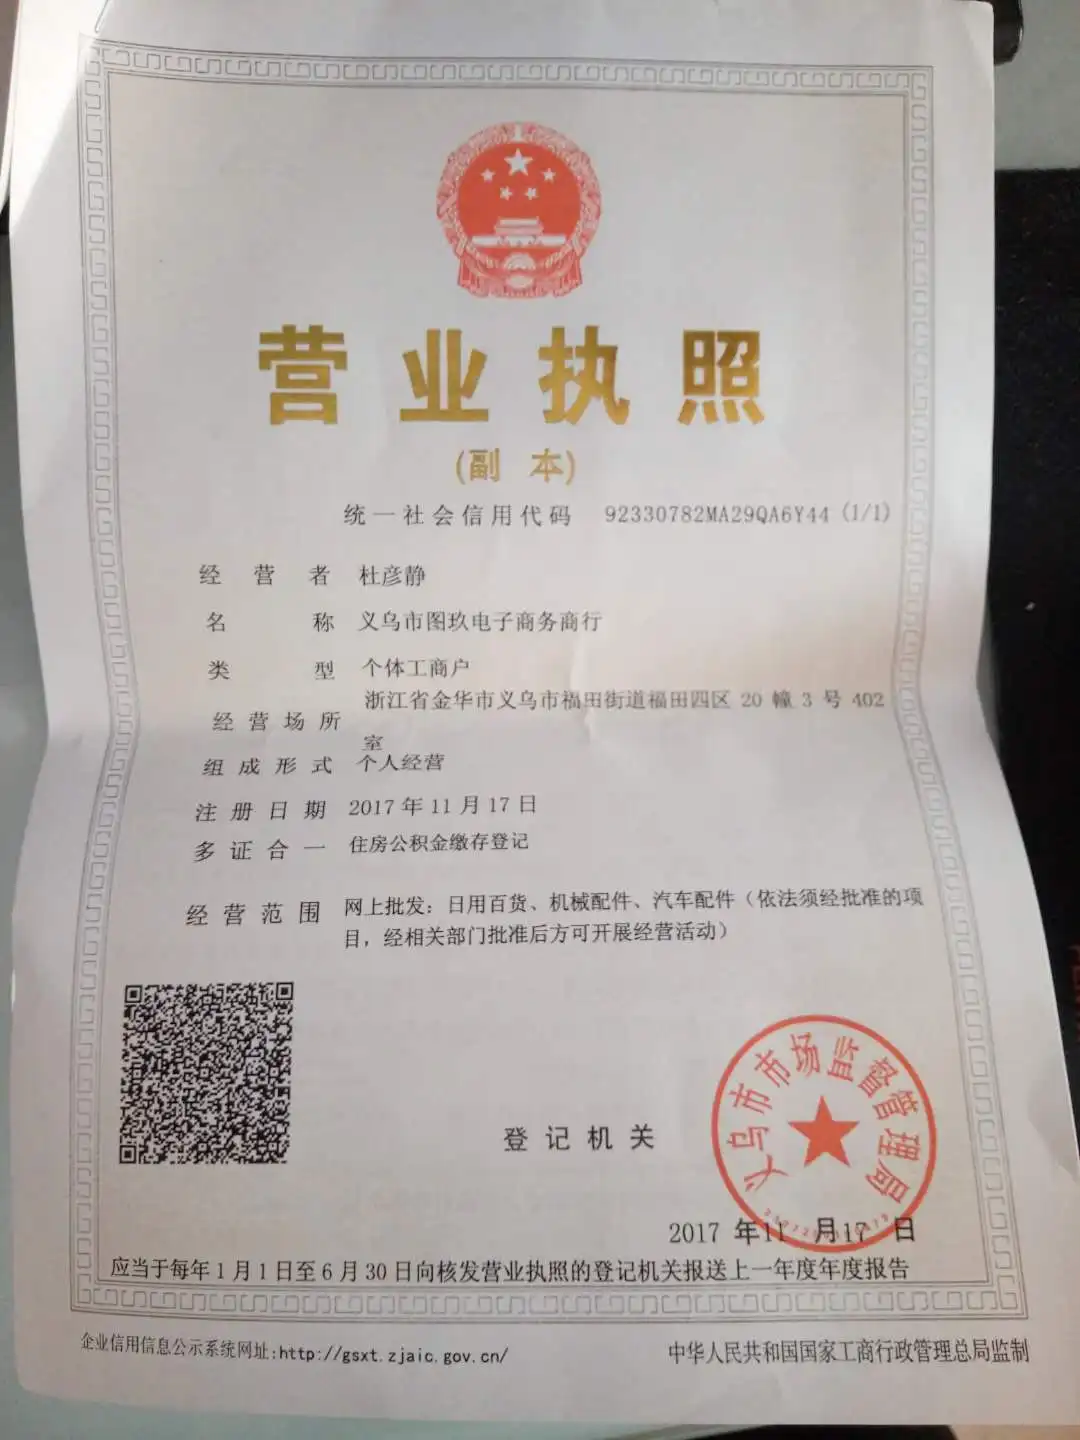 营业执照
(副 本)
统一社会信用代码 92330782MA29QA6Y44 (1/1)
经营者 杜彦静
名称 义乌市图玖电子商务商行
类型 个体工商户
经营场所 浙江省金华市义乌市福田街道福田四区 20 幢 3 号 402
室
组成形式 个人经营
注册日期 2017 年 11 月 17 日
多证合一 住房公积金缴存登记
经营范围 网上批发：日用百货、机械配件、汽车配件（依法须经批准的项
目，经相关部门批准后方可开展经营活动）
登记机关
义乌市市场监督管理局
2017 年 11 月 17 日
应当于每年 1 月 1 日至 6 月 30 日向核发营业执照的登记机关报送上一年度年度报告
企业信用信息公示系统网址:http://gsxt.zjaic.gov.cn/
中华人民共和国国家工商行政管理总局监制